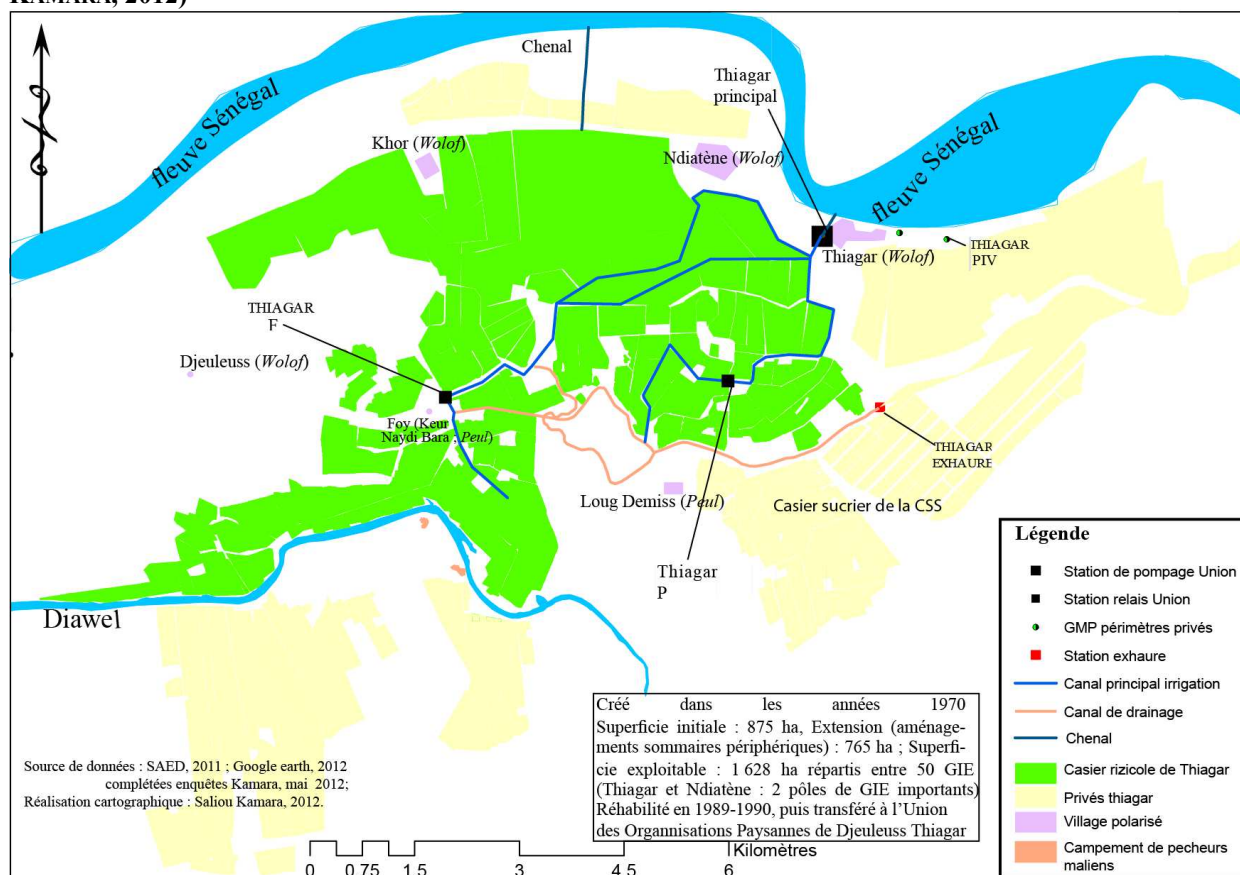 KAMARA, 2012)
Chenal
Thiagar
principal
fleuve Sénégal
Khor (Wolof)
Ndiatène (Wolof)
fleuve Sénégal
Thiagar (Wolof)
THIAGAR
PIV
THIAGAR
F
Djeuleuss (Wolof)
Foy (Keur
Naydi Bara ; Peul)
THIAGAR
EXHAURE
Loug Demiss (Peul)
Casier sucrier de la CSS
Thiagar
P
Diawel
Légende
Station de pompage Union
Station relais Union
GMP périmètres privés
Station exhaure
Canal principal irrigation
Canal de drainage
Chenal
Casier rizicole de Thiagar
Privés thiagar
Village polarisé
Campement de pecheurs
maliens
Créé dans les années 1970
Superficie initiale : 875 ha, Extension (aménage-
ments sommaires périphériques) : 765 ha ; Superfi-
cie exploitable : 1 628 ha répartis entre 50 GIE
(Thiagar et Ndiatène : 2 pôles de GIE importants)
Réhabilité en 1989-1990, puis transféré à l'Union
des Organnisations Paysannes de Djeuleuss Thiagar
Source de données : SAED, 2011 ; Google earth, 2012
complétées enquêtes Kamara, mai 2012;
Réalisation cartographique : Saliou Kamara, 2012.
Kilomètres
0 0.75 1.5 3 4.5 6